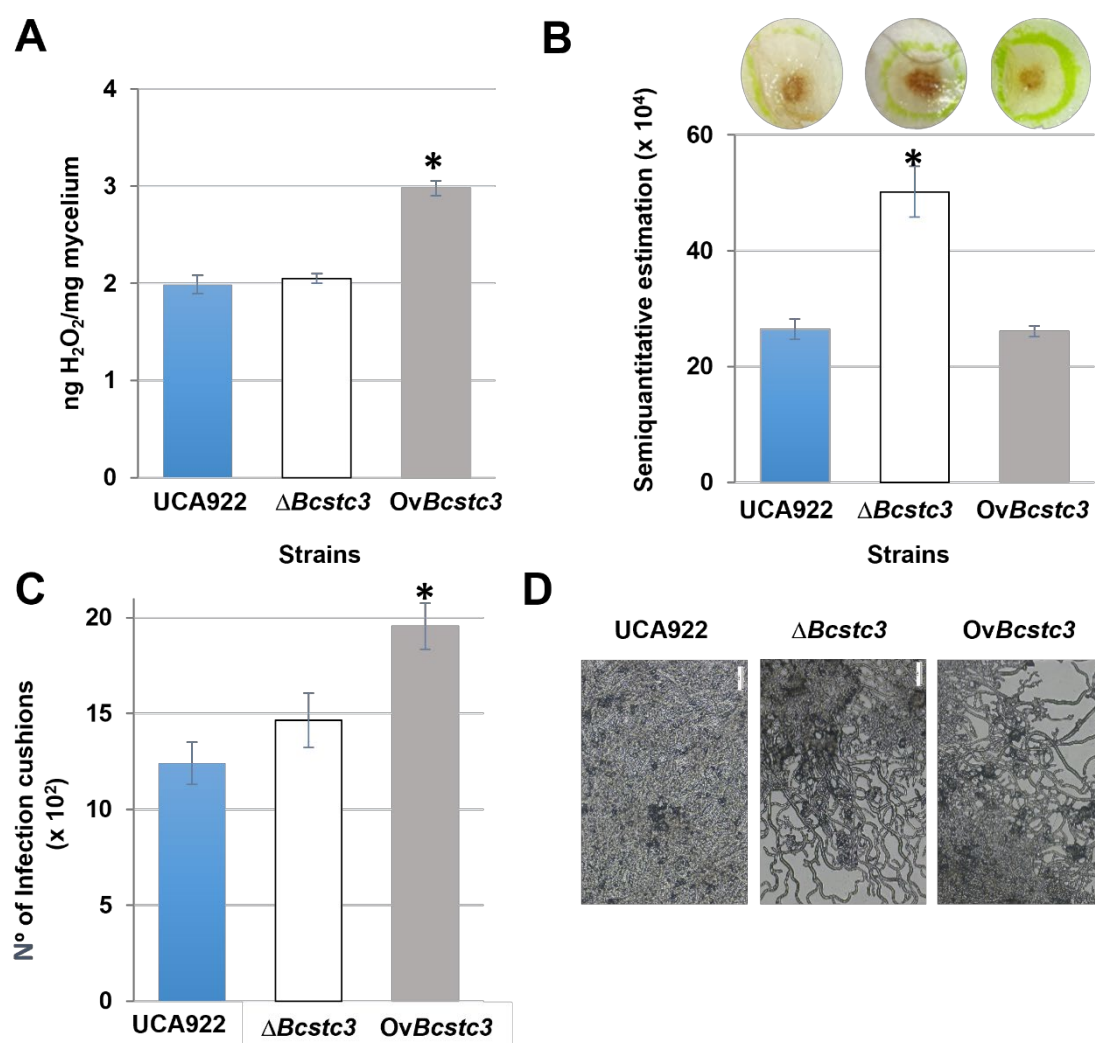 A
4
3
2
1
0
ng H₂O₂/mg mycelium
*
UCA922 ΔBcstc3 OvBcstc3
Strains
B
60
40
20
0
Semiquantitative estimation (x 10⁴)
*
UCA922 ΔBcstc3 OvBcstc3
Strains
C
20
15
10
5
0
Nº of Infection cushions
(x 10²)
*
UCA922 ΔBcstc3 OvBcstc3
D
UCA922 ΔBcstc3 OvBcstc3